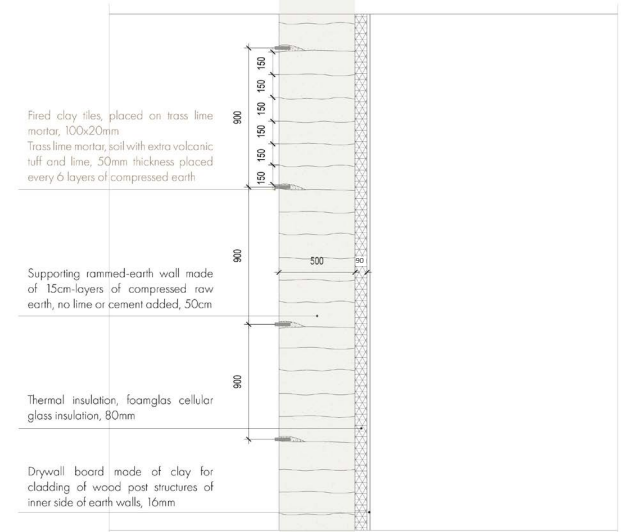 150
150
150
900
150
150
150
Fired clay tiles, placed on trass lime
mortar, 100x20mm
Trass lime mortar, soil with extra volcanic
tuff and lime, 50mm thickness placed
every 6 layers of compressed earth
900
500
90
Supporting rammed-earth wall made
of 15cm-layers of compressed raw
earth, no lime or cement added, 50cm
900
Thermal insulation, foamglas cellular
glass insulation, 80mm
Drywall board made of clay for
cladding of wood post structures of
inner side of earth walls, 16mm